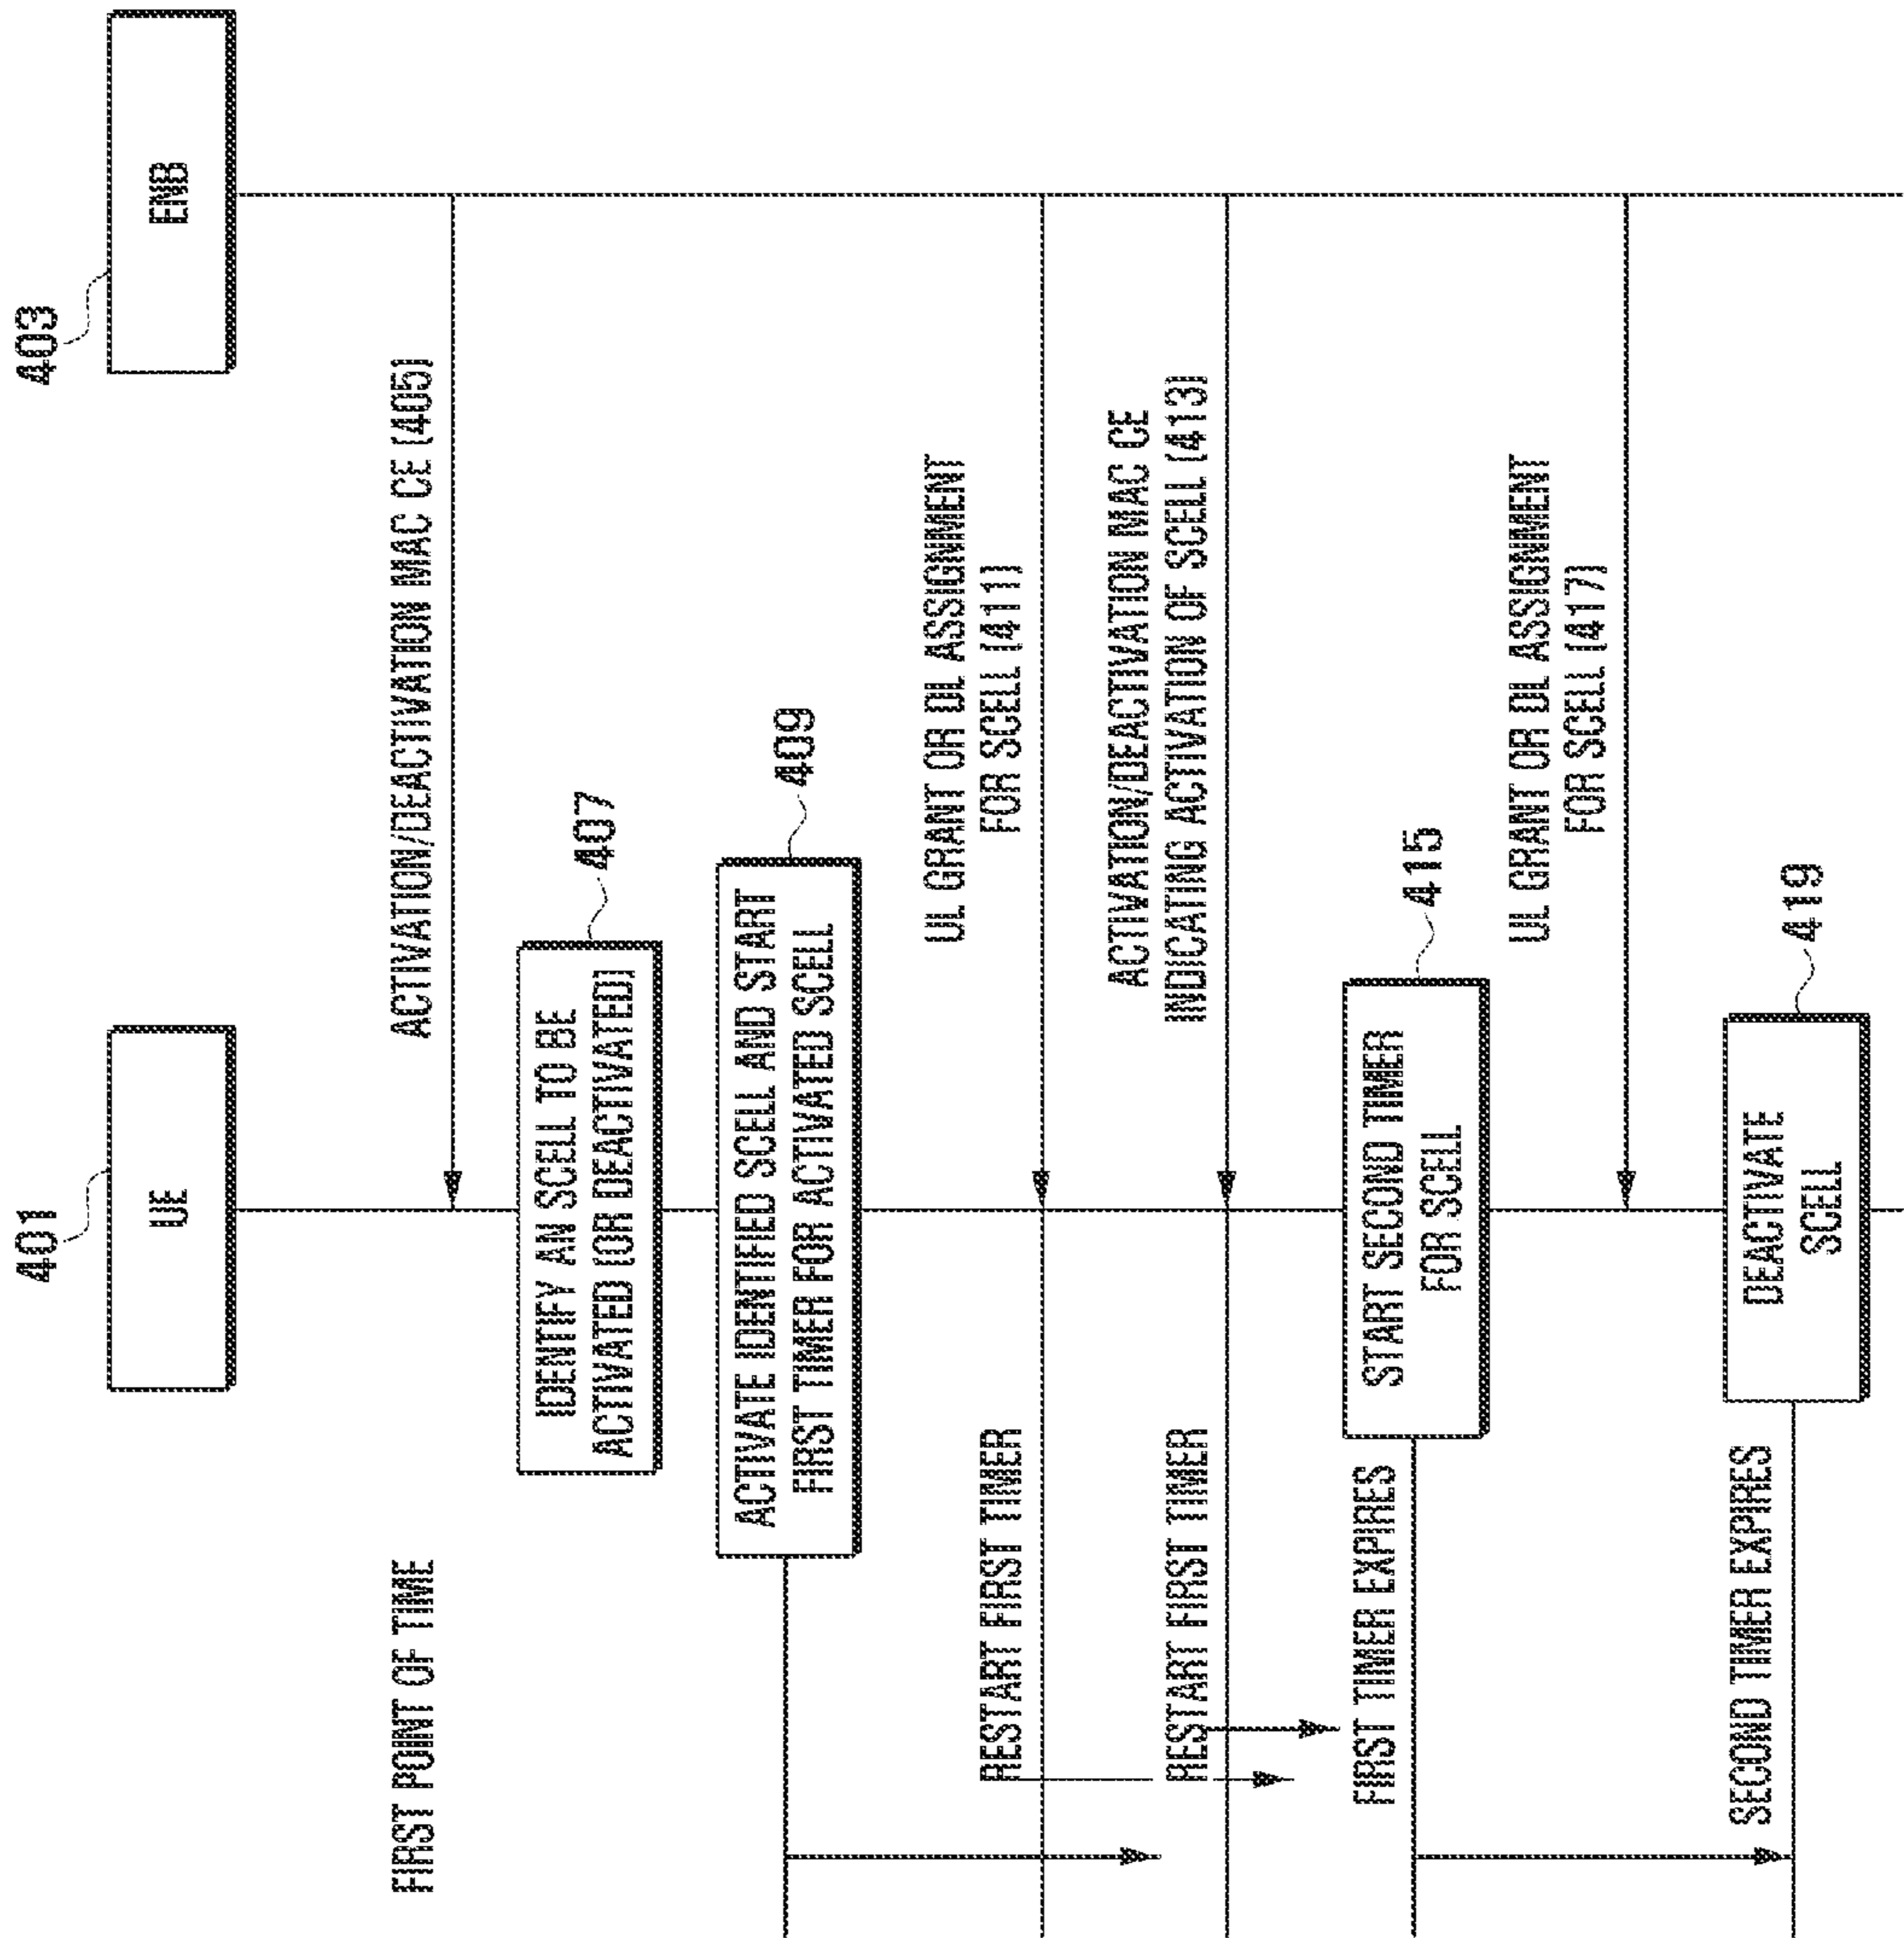 401
403
UE
ENB
FIRST POINT OF TIME
ACTIVATION/DEACTIVATION MAC CE (405)
IDENTIFY AN SCELL TO BE
ACTIVATED (OR DEACTIVATED)
407
ACTIVATE IDENTIFIED SCELL AND START
FIRST TIMER FOR ACTIVATED SCELL
409
UL GRANT OR DL ASSIGNMENT
FOR SCELL (411)
RESTART FIRST TIMER
ACTIVATION/DEACTIVATION MAC CE
INDICATING ACTIVATION OF SCELL (413)
RESTART FIRST TIMER
FIRST TIMER EXPIRES
START SECOND TIMER
FOR SCELL
415
UL GRANT OR DL ASSIGNMENT
FOR SCELL (417)
SECOND TIMER EXPIRES
DEACTIVATE
SCELL
419